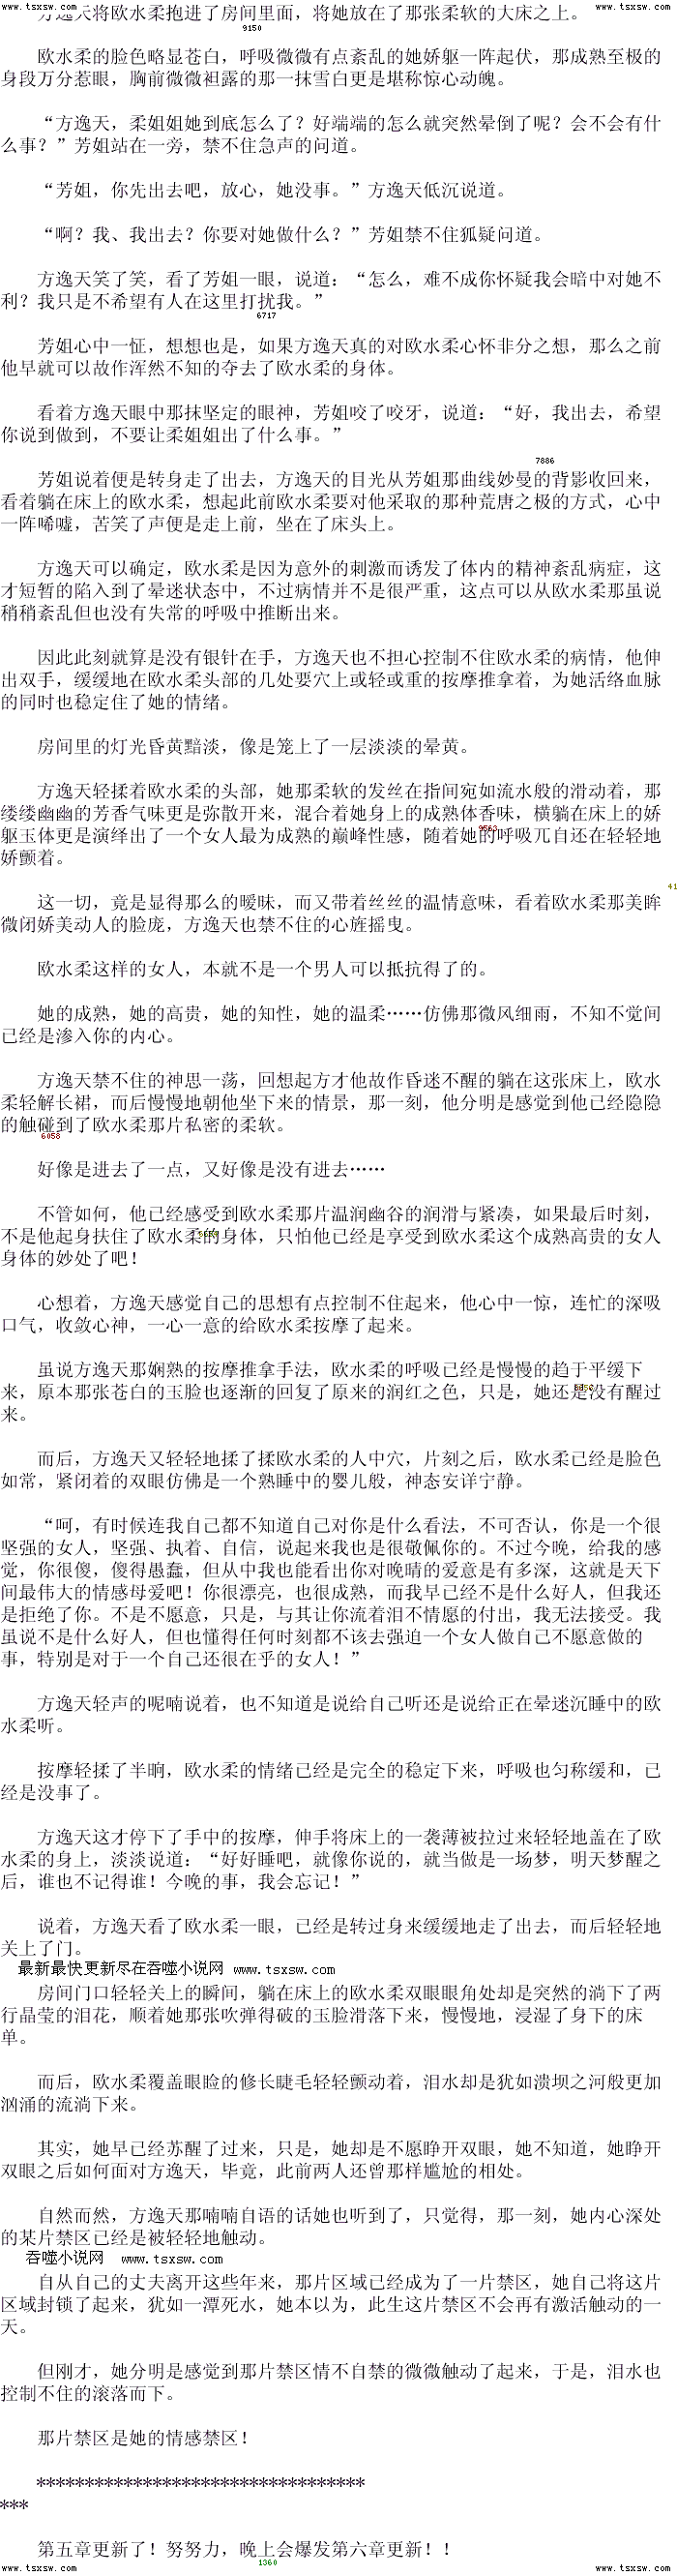 www.tsxsw.com www.tsxsw.com
方逸天将欧水柔抱进了房间里面，将她放在了那张柔软的大床之上。
9150
欧水柔的脸色略显苍白，呼吸微微有点紊乱的她娇躯一阵起伏，那成熟至极的
身段万分惹眼，胸前微微袒露的那一抹雪白更是堪称惊心动魄。
“方逸天，柔姐姐她到底怎么了？好端端的怎么就突然晕倒了呢？会不会有什
么事？”芳姐站在一旁，禁不住急声的问道。
“芳姐，你先出去吧，放心，她没事。”方逸天低沉说道。
“啊？我、我出去？你要对她做什么？”芳姐禁不住狐疑问道。
方逸天笑了笑，看了芳姐一眼，说道：“怎么，难不成你怀疑我会暗中对她不
利？我只是不希望有人在这里打扰我。”
6717
芳姐心中一怔，想想也是，如果方逸天真的对欧水柔心怀非分之想，那么之前
他早就可以故作浑然不知的夺去了欧水柔的身体。
看着方逸天眼中那抹坚定的眼神，芳姐咬了咬牙，说道：“好，我出去，希望
你说到做到，不要让柔姐姐出了什么事。”
7886
芳姐说着便是转身走了出去，方逸天的目光从芳姐那曲线妙曼的背影收回来，
看着躺在床上的欧水柔，想起此前欧水柔要对他采取的那种荒唐之极的方式，心中
一阵唏嘘，苦笑了声便是走上前，坐在了床头上。
方逸天可以确定，欧水柔是因为意外的刺激而诱发了体内的精神紊乱病症，这
才短暂的陷入到了晕迷状态中，不过病情并不是很严重，这点可以从欧水柔那虽说
稍稍紊乱但也没有失常的呼吸中推断出来。
因此此刻就算是没有银针在手，方逸天也不担心控制不住欧水柔的病情，他伸
出双手，缓缓地在欧水柔头部的几处要穴上或轻或重的按摩推拿着，为她活络血脉
的同时也稳定住了她的情绪。
房间里的灯光昏黄黯淡，像是笼上了一层淡淡的晕黄。
方逸天轻揉着欧水柔的头部，她那柔软的发丝在指间宛如流水般的滑动着，那
缕缕幽幽的芳香气味更是弥散开来，混合着她身上的成熟体香味，横躺在床上的娇
躯玉体更是演绎出了一个女人最为成熟的巅峰性感，随着她的呼吸兀自还在轻轻地
9563
娇颤着。
41
这一切，竟是显得那么的暧昧，而又带着丝丝的温情意味，看着欧水柔那美眸
微闭娇美动人的脸庞，方逸天也禁不住的心旌摇曳。
欧水柔这样的女人，本就不是一个男人可以抵抗得了的。
她的成熟，她的高贵，她的知性，她的温柔……仿佛那微风细雨，不知不觉间
已经是渗入你的内心。
方逸天禁不住的神思一荡，回想起方才他故作昏迷不醒的躺在这张床上，欧水
柔轻解长裙，而后慢慢地朝他坐下来的情景，那一刻，他分明是感觉到他已经隐隐
的触碰到了欧水柔那片私密的柔软。
6058
好像是进去了一点，又好像是没有进去……
不管如何，他已经感受到欧水柔那片温润幽谷的润滑与紧凑，如果最后时刻，
不是他起身扶住了欧水柔的身体，只怕他已经是享受到欧水柔这个成熟高贵的女人
身体的妙处了吧！
心想着，方逸天感觉自己的思想有点控制不住起来，他心中一惊，连忙的深吸
口气，收敛心神，一心一意的给欧水柔按摩了起来。
虽说方逸天那娴熟的按摩推拿手法，欧水柔的呼吸已经是慢慢的趋于平缓下
来，原本那张苍白的玉脸也逐渐的回复了原来的润红之色，只是，她还是没有醒过
来。
而后，方逸天又轻轻地揉了揉欧水柔的人中穴，片刻之后，欧水柔已经是脸色
如常，紧闭着的双眼仿佛是一个熟睡中的婴儿般，神态安详宁静。
“呵，有时候连我自己都不知道自己对你是什么看法，不可否认，你是一个很
坚强的女人，坚强、执着、自信，说起来我也是很敬佩你的。不过今晚，给我的感
觉，你很傻，傻得愚蠢，但从中我也能看出你对晚晴的爱意是有多深，这就是天下
间最伟大的情感母爱吧！你很漂亮，也很成熟，而我早已经不是什么好人，但我还
是拒绝了你。不是不愿意，只是，与其让你流着泪不情愿的付出，我无法接受。我
虽说不是什么好人，但也懂得任何时刻都不该去强迫一个女人做自己不愿意做的
事，特别是对于一个自己还很在乎的女人！”
方逸天轻声的呢喃说着，也不知道是说给自己听还是说给正在晕迷沉睡中的欧
水柔听。
按摩轻揉了半晌，欧水柔的情绪已经是完全的稳定下来，呼吸也匀称缓和，已
经是没事了。
方逸天这才停下了手中的按摩，伸手将床上的一袭薄被拉过来轻轻地盖在了欧
水柔的身上，淡淡说道：“好好睡吧，就像你说的，就当做是一场梦，明天梦醒之
后，谁也不记得谁！今晚的事，我会忘记！”
说着，方逸天看了欧水柔一眼，已经是转过身来缓缓地走了出去，而后轻轻地
关上了门。
最新最快更新尽在吞噬小说网 www.tsxsw.com
房间门口轻轻关上的瞬间，躺在床上的欧水柔双眼眼角处却是突然的淌下了两
行晶莹的泪花，顺着她那张吹弹得破的玉脸滑落下来，慢慢地，浸湿了身下的床
单。
而后，欧水柔覆盖眼睑的修长睫毛轻轻颤动着，泪水却是犹如溃坝之河般更加
汹涌的流淌下来。
其实，她早已经苏醒了过来，只是，她却是不愿睁开双眼，她不知道，她睁开
双眼之后如何面对方逸天，毕竟，此前两人还曾那样尴尬的相处。
自然而然，方逸天那喃喃自语的话她也听到了，只觉得，那一刻，她内心深处
的某片禁区已经是被轻轻地触动。
吞噬小说网 www.tsxsw.com
自从自己的丈夫离开这些年来，那片区域已经成为了一片禁区，她自己将这片
区域封锁了起来，犹如一潭死水，她本以为，此生这片禁区不会再有激活触动的一
天。
但刚才，她分明是感觉到那片禁区情不自禁的微微触动了起来，于是，泪水也
控制不住的滚落而下。
那片禁区是她的情感禁区！
**********************************
***
第五章更新了！努努力，晚上会爆发第六章更新！！
1360
www.tsxsw.com www.tsxsw.com